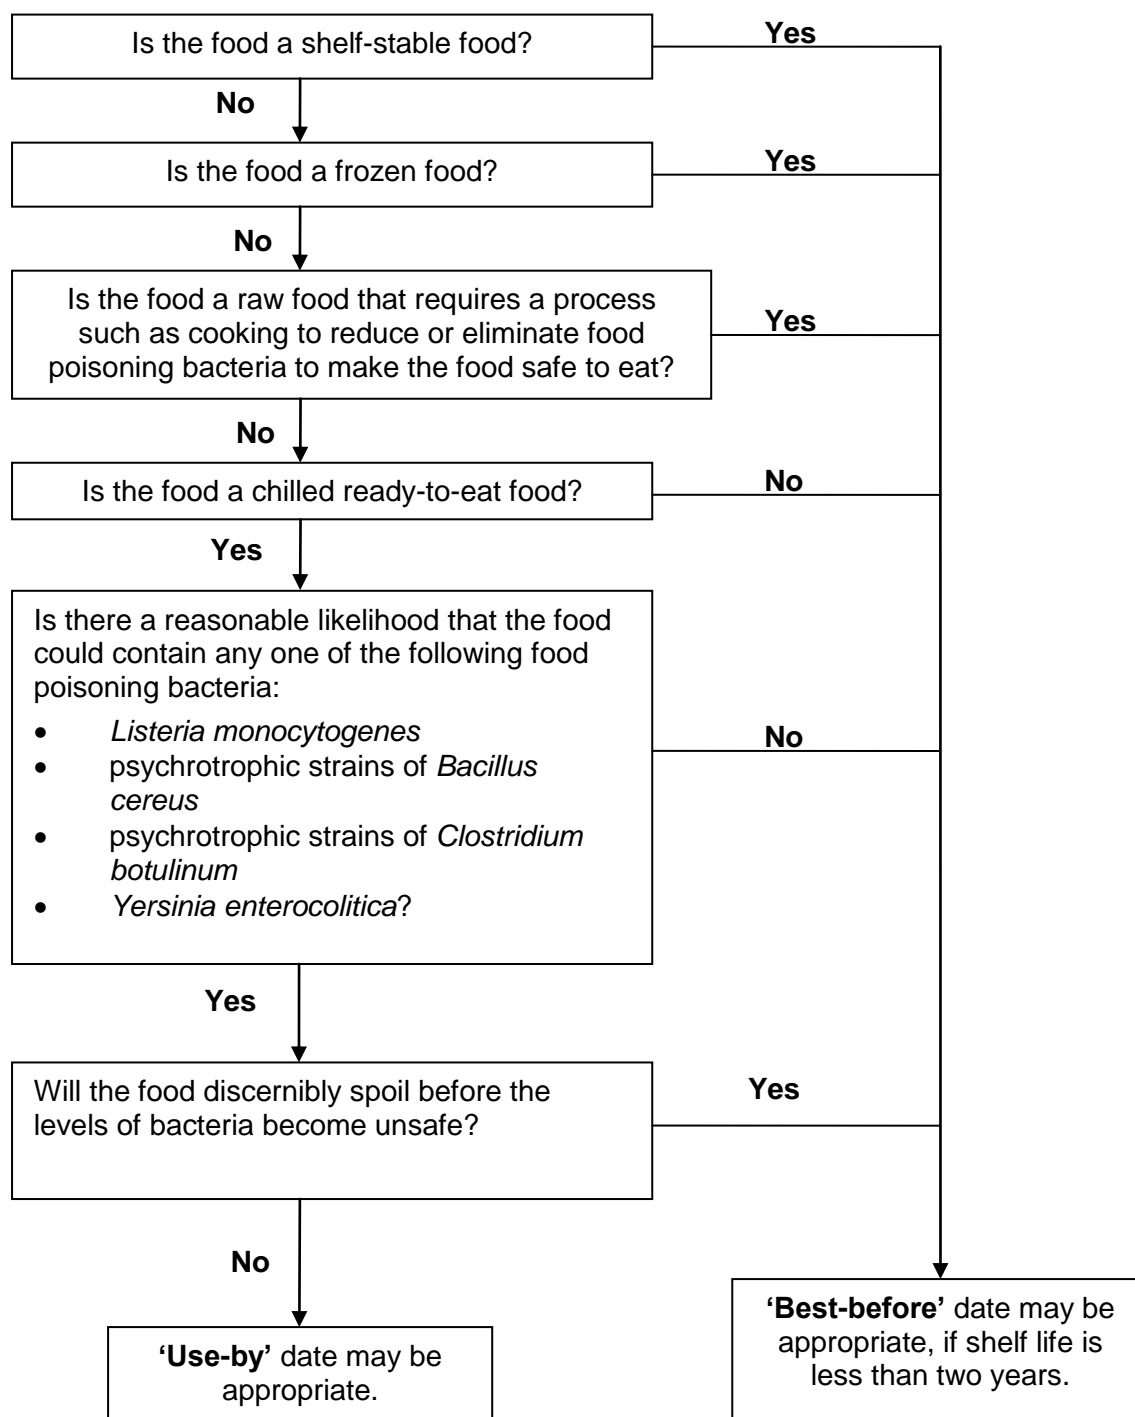 Is the food a shelf-stable food?
Yes
No
Is the food a frozen food?
Yes
No
Is the food a raw food that requires a process
such as cooking to reduce or eliminate food
poisoning bacteria to make the food safe to eat?
Yes
No
Is the food a chilled ready-to-eat food?
No
Yes
Is there a reasonable likelihood that the food
could contain any one of the following food
poisoning bacteria:
• Listeria monocytogenes
• psychrotrophic strains of Bacillus
cereus
• psychrotrophic strains of Clostridium
botulinum
• Yersinia enterocolitica?
No
Yes
Will the food discernibly spoil before the
levels of bacteria become unsafe?
Yes
No
‘Use-by’ date may be
appropriate.
‘Best-before’ date may be
appropriate, if shelf life is
less than two years.